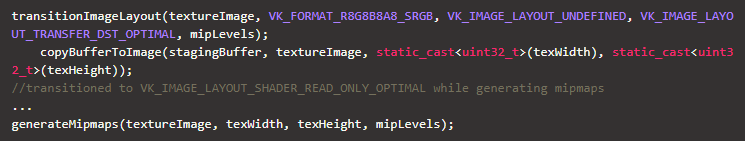 transitionImageLayout(textureImage, VK_FORMAT_R8G8B8A8_SRGB, VK_IMAGE_LAYOUT_UNDEFINED, VK_IMAGE_LAYO
UT_TRANSFER_DST_OPTIMAL, mipLevels);
    copyBufferToImage(stagingBuffer, textureImage, static_cast<uint32_t>(texWidth), static_cast<uint3
2_t>(texHeight));
//transitioned to VK_IMAGE_LAYOUT_SHADER_READ_ONLY_OPTIMAL while generating mipmaps
...
generateMipmaps(textureImage, texWidth, texHeight, mipLevels);